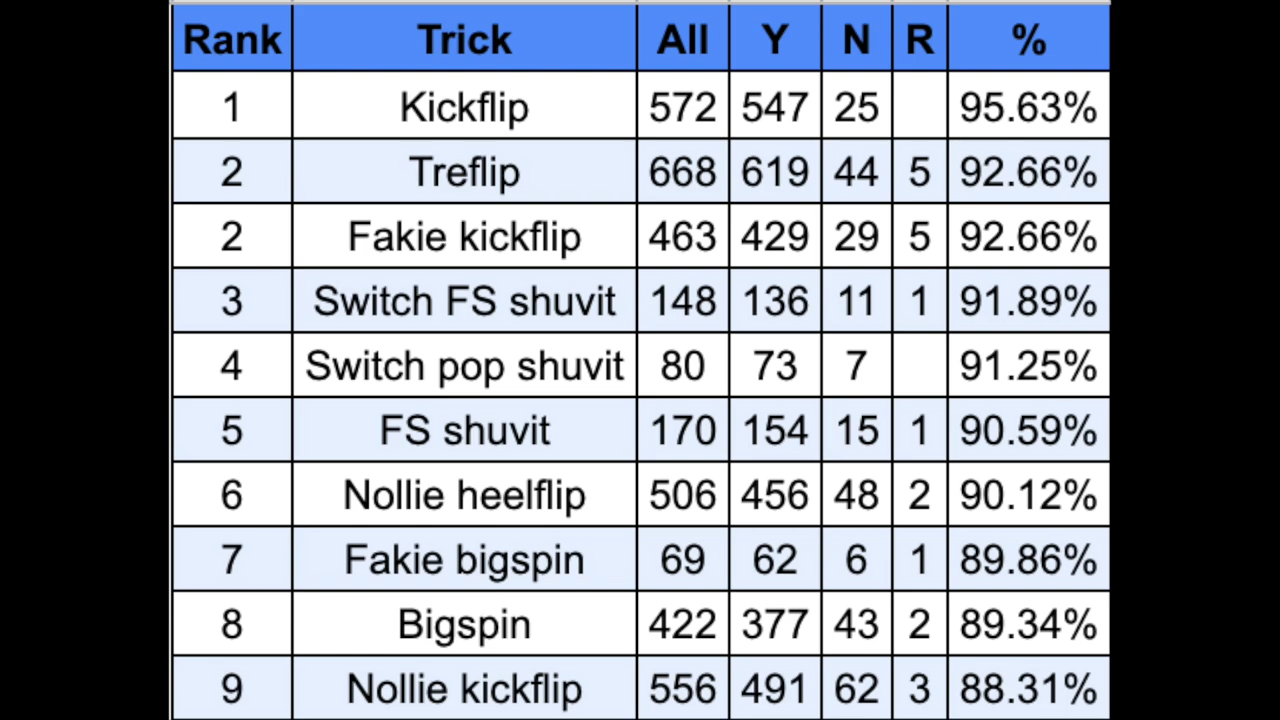 Rank Trick All Y N R %
1 Kickflip 572 547 25 95.63%
2 Treflip 668 619 44 5 92.66%
2 Fakie kickflip 463 429 29 5 92.66%
3 Switch FS shuvit 148 136 11 1 91.89%
4 Switch pop shuvit 80 73 7 91.25%
5 FS shuvit 170 154 15 1 90.59%
6 Nollie heelflip 506 456 48 2 90.12%
7 Fakie bigspin 69 62 6 1 89.86%
8 Bigspin 422 377 43 2 89.34%
9 Nollie kickflip 556 491 62 3 88.31%